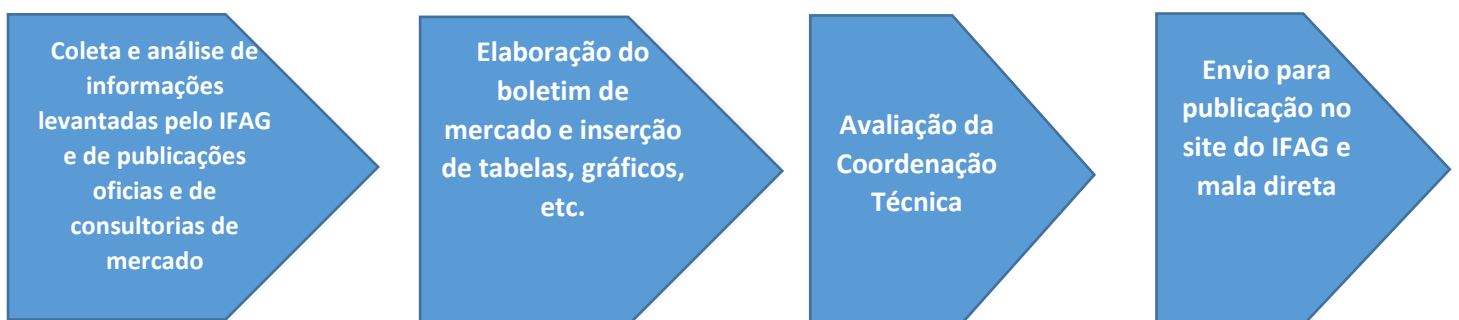 Coleta e análise de
informações
levantadas pelo IFAG
e de publicações
oficias e de
consultorias de
mercado
Elaboração do
boletim de
mercado e inserção
de tabelas, gráficos,
etc.
Avaliação da
Coordenação
Técnica
Envio para
publicação no
site do IFAG e
mala direta